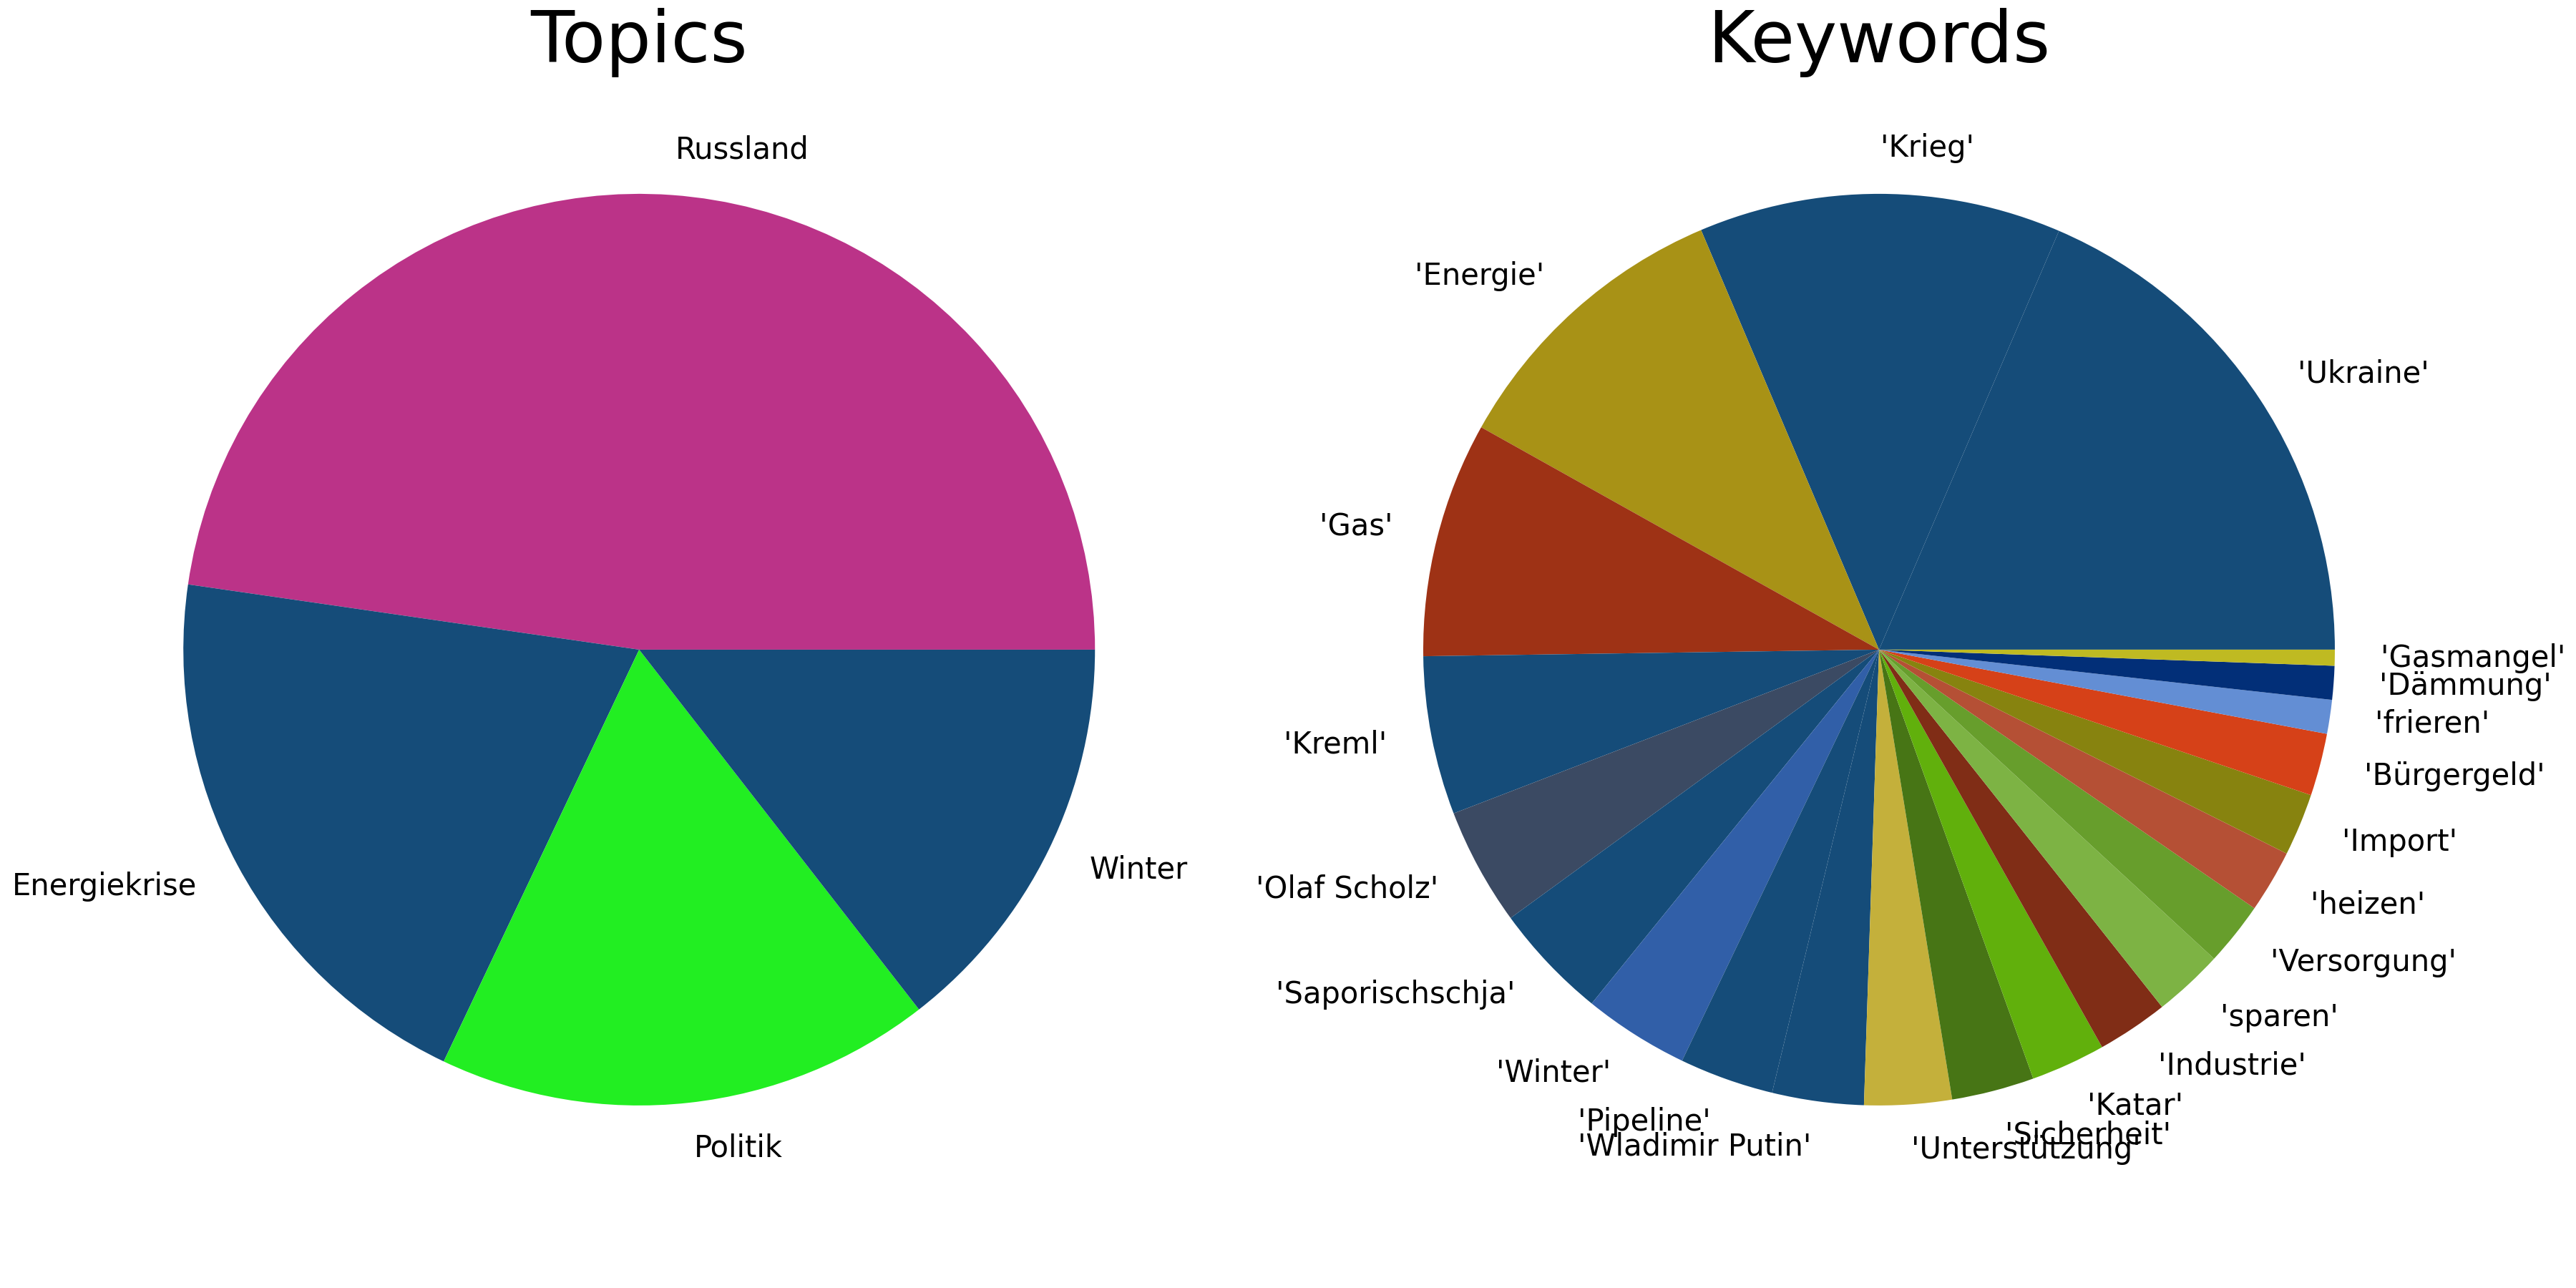 Topics
Keywords
Russland
Energiekrise
Politik
Winter
'Ukraine'
'Krieg'
'Energie'
'Gas'
'Kreml'
'Olaf Scholz'
'Saporischschja'
'Winter'
'Pipeline'
'Wladimir Putin'
'Unterstützung'
'Sicherheit'
'Katar'
'Industrie'
'sparen'
'Versorgung'
'heizen'
'Import'
'Bürgergeld'
'frieren'
'Dämmung'
'Gasmangel'